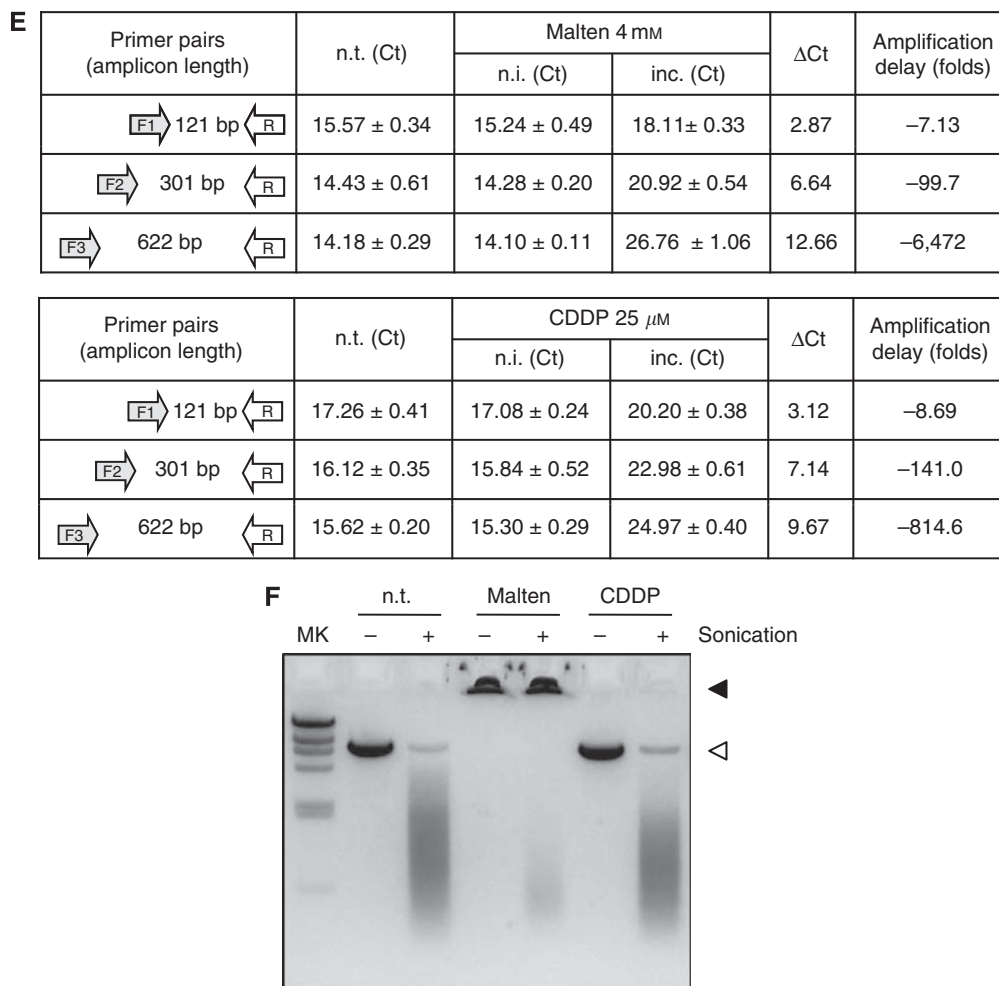 E
Primer pairs (amplicon length) n.t. (Ct) Malten 4 mM ΔCt Amplification delay (folds)
n.i. (Ct) inc. (Ct)
F1 121 bp R 15.57 ± 0.34 15.24 ± 0.49 18.11± 0.33 2.87 –7.13
F2 301 bp R 14.43 ± 0.61 14.28 ± 0.20 20.92 ± 0.54 6.64 –99.7
F3 622 bp R 14.18 ± 0.29 14.10 ± 0.11 26.76 ± 1.06 12.66 –6,472
Primer pairs (amplicon length) n.t. (Ct) CDDP 25 μM ΔCt Amplification delay (folds)
n.i. (Ct) inc. (Ct)
F1 121 bp R 17.26 ± 0.41 17.08 ± 0.24 20.20 ± 0.38 3.12 –8.69
F2 301 bp R 16.12 ± 0.35 15.84 ± 0.52 22.98 ± 0.61 7.14 –141.0
F3 622 bp R 15.62 ± 0.20 15.30 ± 0.29 24.97 ± 0.40 9.67 –814.6
F n.t. Malten CDDP
MK – + – + – + Sonication